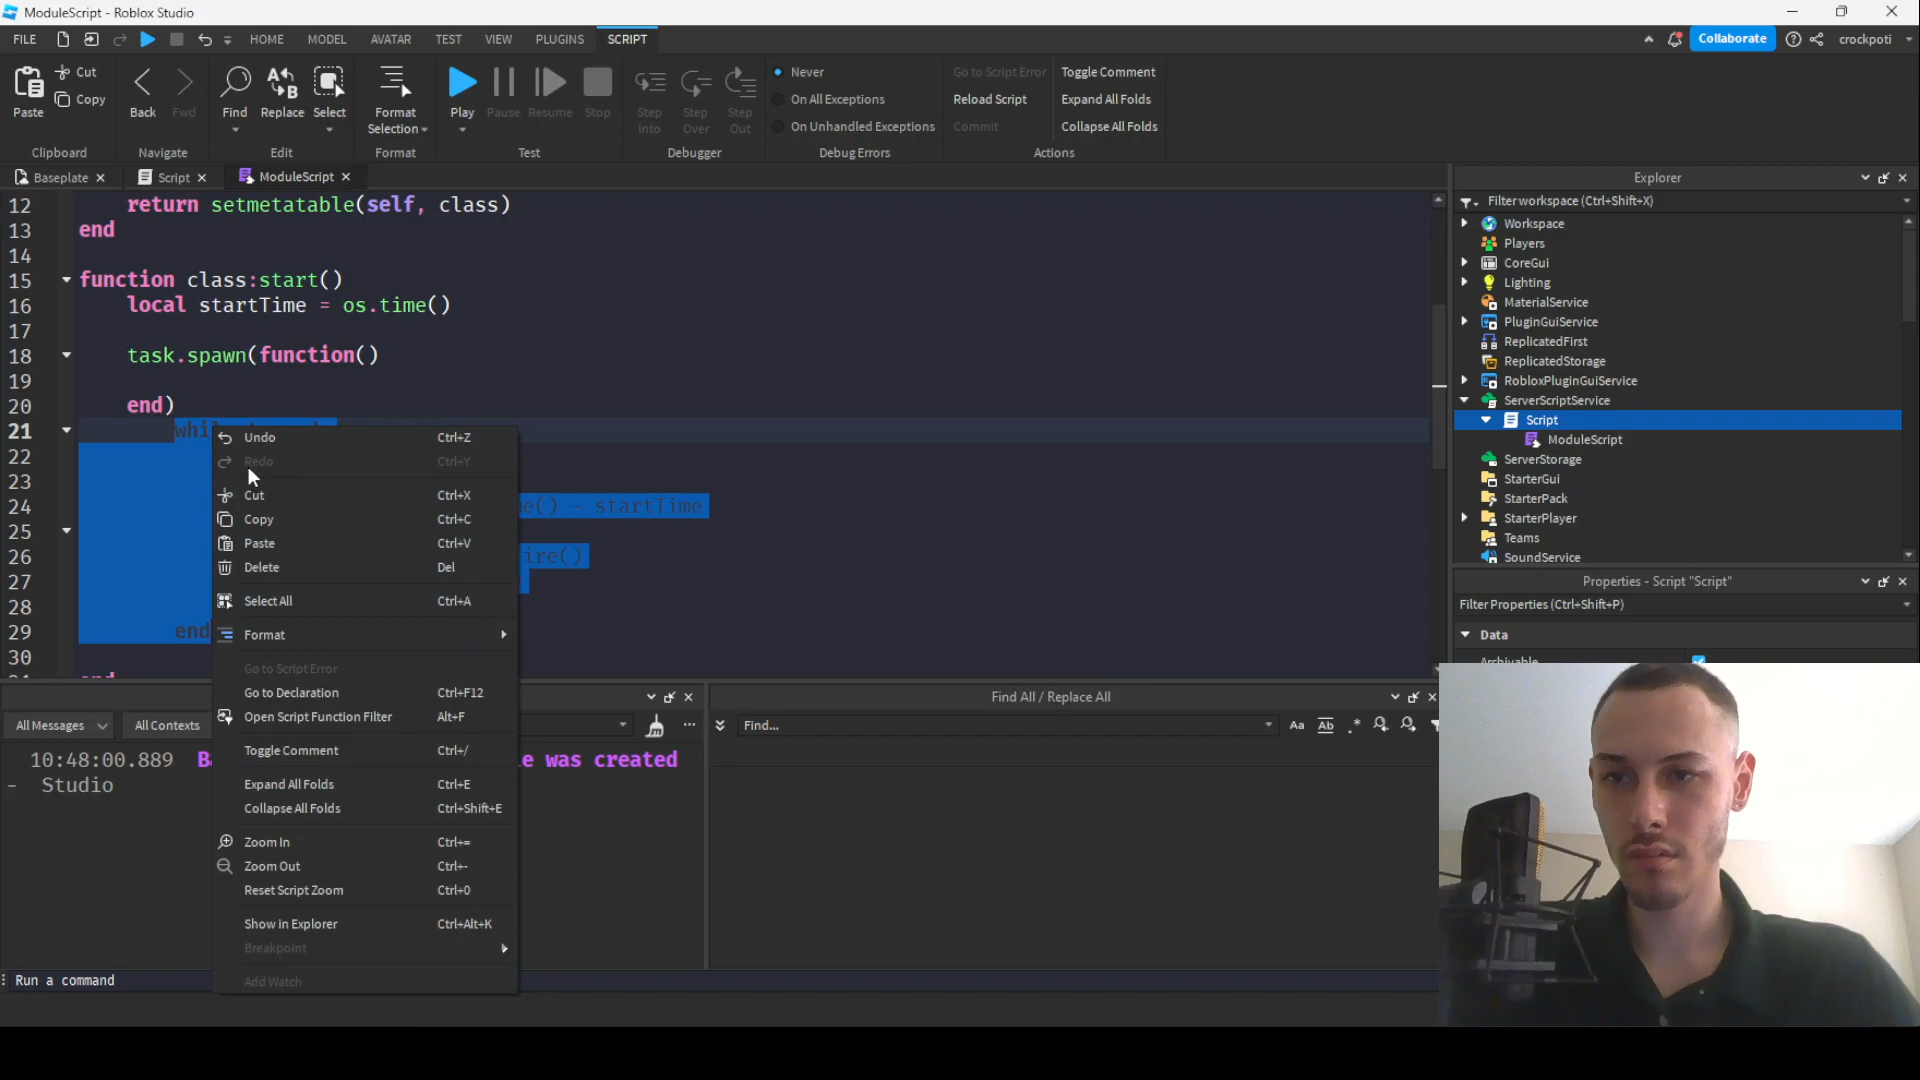 ModuleScript - Roblox Studio
FILE HOME MODEL AVATAR TEST VIEW PLUGINS SCRIPT Collaborate crockpoti
Paste Cut Copy Back Fwd Find Replace Select Format Selection Play Pause Resume Stop Step Into Step Over Step Out
Never Go to Script Error Toggle Comment
On All Exceptions Reload Script Expand All Folds
On Unhandled Exceptions Commit Collapse All Folds
Clipboard Navigate Edit Format Test Debugger Debug Errors Actions
Baseplate Script ModuleScript
12 return setmetatable(self, class)
13 end
14
15 function class:start()
16 local startTime = os.time()
17
18 task.spawn(function()
19
20 end)
21
22
23
24 () - startTime
25
26 ire()
27
28
29 end
30
Undo Ctrl+Z
Redo Ctrl+Y
Cut Ctrl+X
Copy Ctrl+C
Paste Ctrl+V
Delete Del
Select All Ctrl+A
Format
Go to Script Error
Go to Declaration Ctrl+F12
Open Script Function Filter Alt+F
Toggle Comment Ctrl+/
Expand All Folds Ctrl+E
Collapse All Folds Ctrl+Shift+E
Zoom In Ctrl+=
Zoom Out Ctrl+-
Reset Script Zoom Ctrl+0
Show in Explorer Ctrl+Alt+K
Breakpoint
Add Watch
All Messages All Contexts
10:48:00.889 was created
- Studio
Run a command
Find All / Replace All
Find...
Explorer
Filter workspace (Ctrl+Shift+X)
Workspace
Players
CoreGui
Lighting
MaterialService
PluginGuiService
ReplicatedFirst
ReplicatedStorage
RobloxPluginGuiService
ServerScriptService
Script
ModuleScript
ServerStorage
StarterGui
StarterPack
StarterPlayer
Teams
SoundService
Properties - Script "Script"
Filter Properties (Ctrl+Shift+P)
Data
Archivable